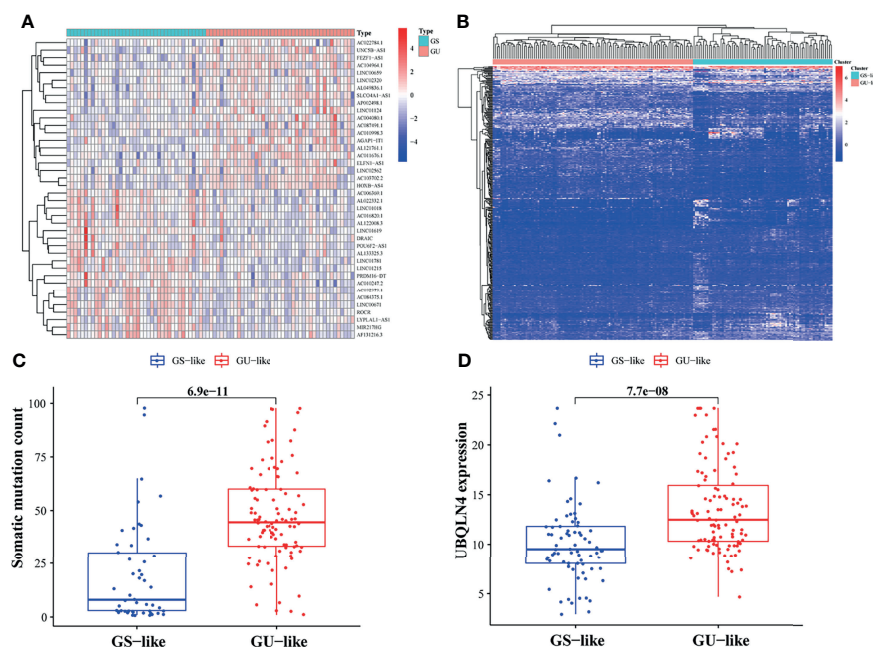 A
Type
Type
GS
GU
4
2
0
−2
−4
AC022784.1
UNC5B-AS1
FEZF1-AS1
AC104964.1
LINC00659
LINC02320
AL049836.1
SLCO4A1-AS1
AP002498.1
LINC01124
AC004080.1
AC087491.1
AC010998.3
AGAP1-IT1
AL121761.1
AC011676.1
ELFN1-AS1
LINC02562
AC103702.2
HOXB-AS4
AC006369.1
AL022332.1
LINC01018
AC016820.1
AL122008.3
LINC01619
DRAIC
POU6F2-AS1
AL133325.3
LINC01781
LINC01215
PRDM16-DT
AC010247.2
AC084375.1
LINC00671
ROCR
LYPLAL1-AS1
MIR217HG
AF131216.3
B
Cluster
Cluster
GS-li
GU-l
6
4
2
0
C
GS−like
GU−like
6.9e−11
Somatic mutation count
100
75
50
25
0
GS−like
GU−like
D
GS−like
GU−like
7.7e−08
UBQLN4 expression
25
20
15
10
5
GS−like
GU−like